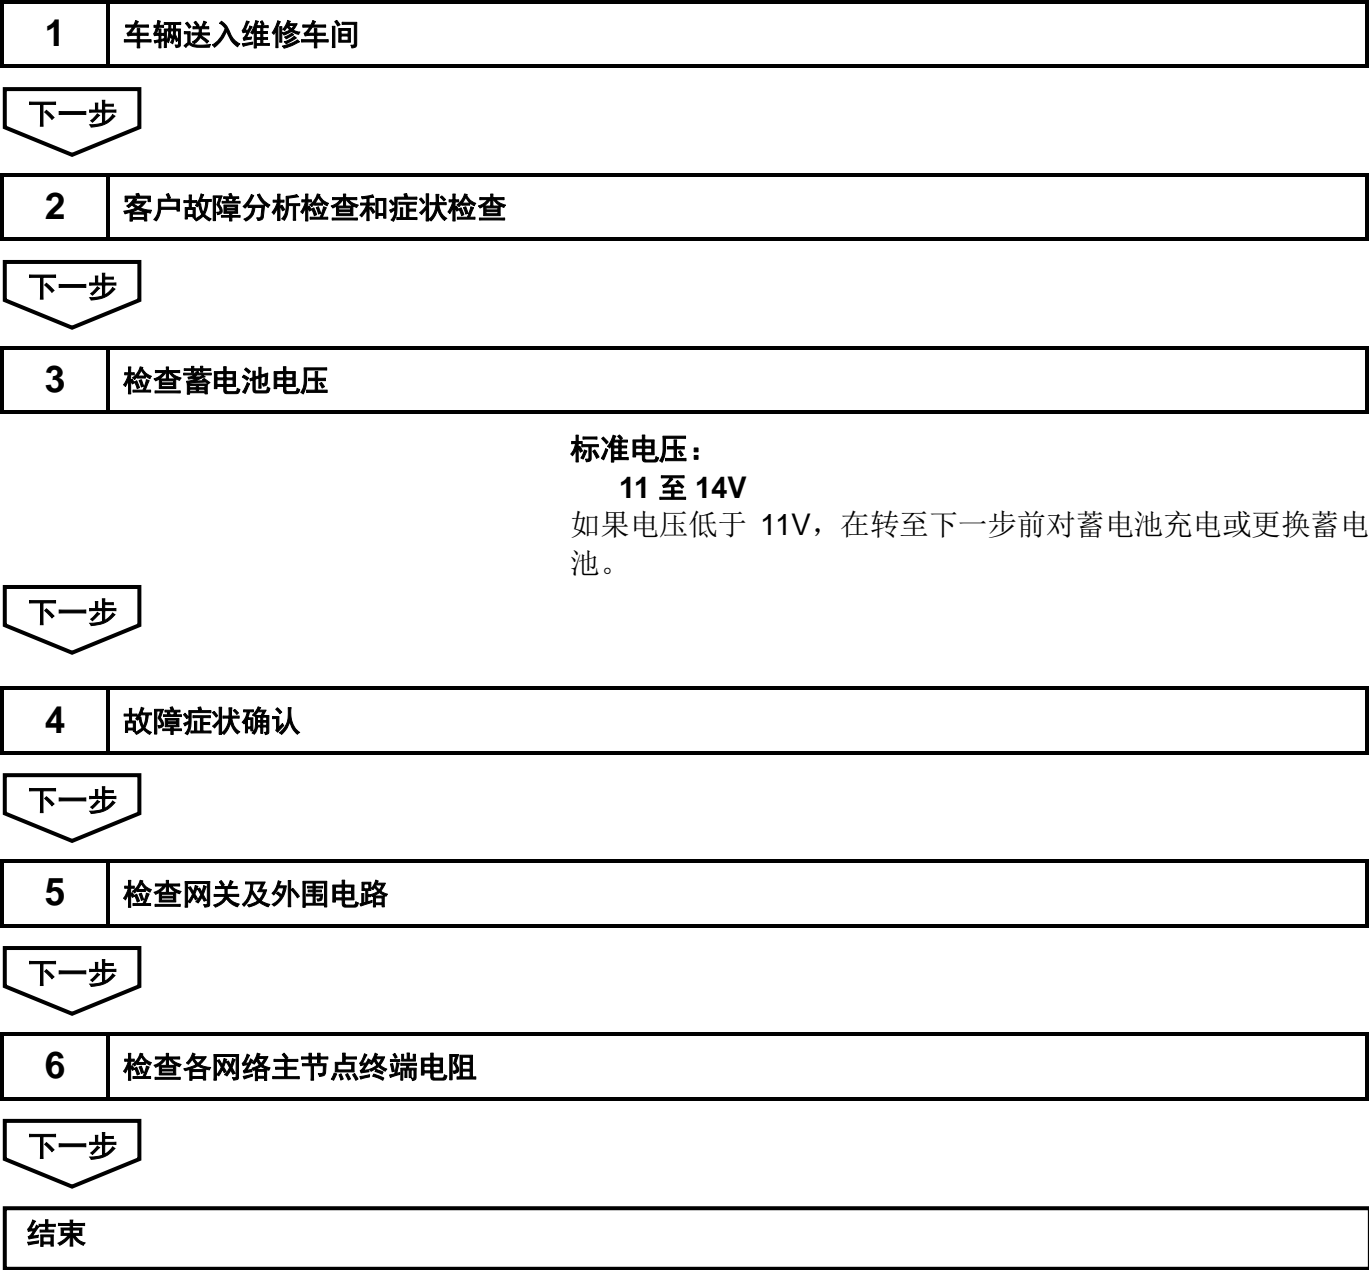 1 车辆送入维修车间
下一步
2 客户故障分析检查和症状检查
下一步
3 检查蓄电池电压
标准电压：
11 至 14V
如果电压低于 11V，在转至下一步前对蓄电池充电或更换蓄电
池。
下一步
4 故障症状确认
下一步
5 检查网关及外围电路
下一步
6 检查各网络主节点终端电阻
下一步
结束